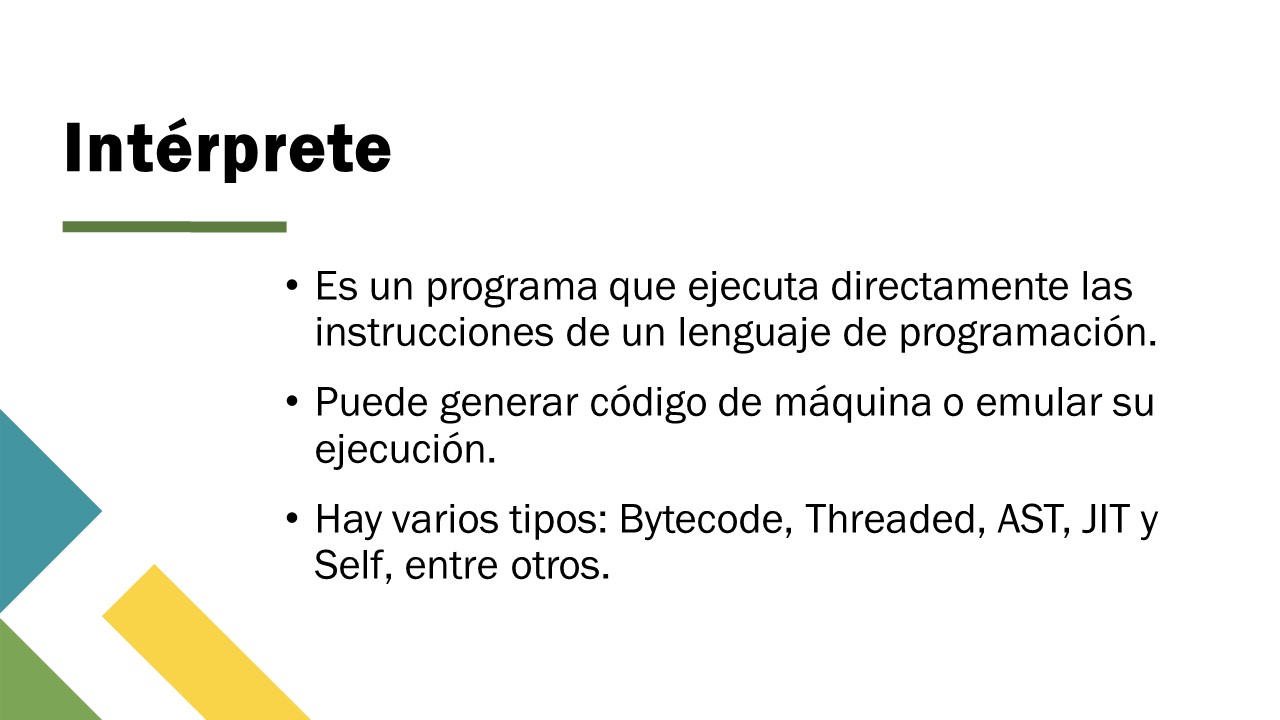 Intérprete
• Es un programa que ejecuta directamente las
instrucciones de un lenguaje de programación.
• Puede generar código de máquina o emular su
ejecución.
• Hay varios tipos: Bytecode, Threaded, AST, JIT y
Self, entre otros.